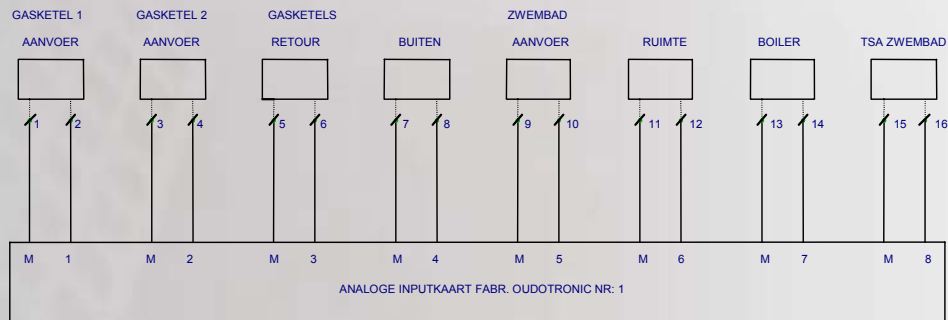 GASKETEL 1 GASKETEL 2 GASKETELS ZWEMBAD
AANVOER AANVOER RETOUR BUITEN AANVOER RUIMTE BOILER TSA ZWEMBAD
1 2 3 4 5 6 7 8 9 10 11 12 13 14 15 16
M 1 M 2 M 3 M 4 M 5 M 6 M 7 M 8
ANALOGE INPUTKAART FABR. OUDOTRONIC NR: 1